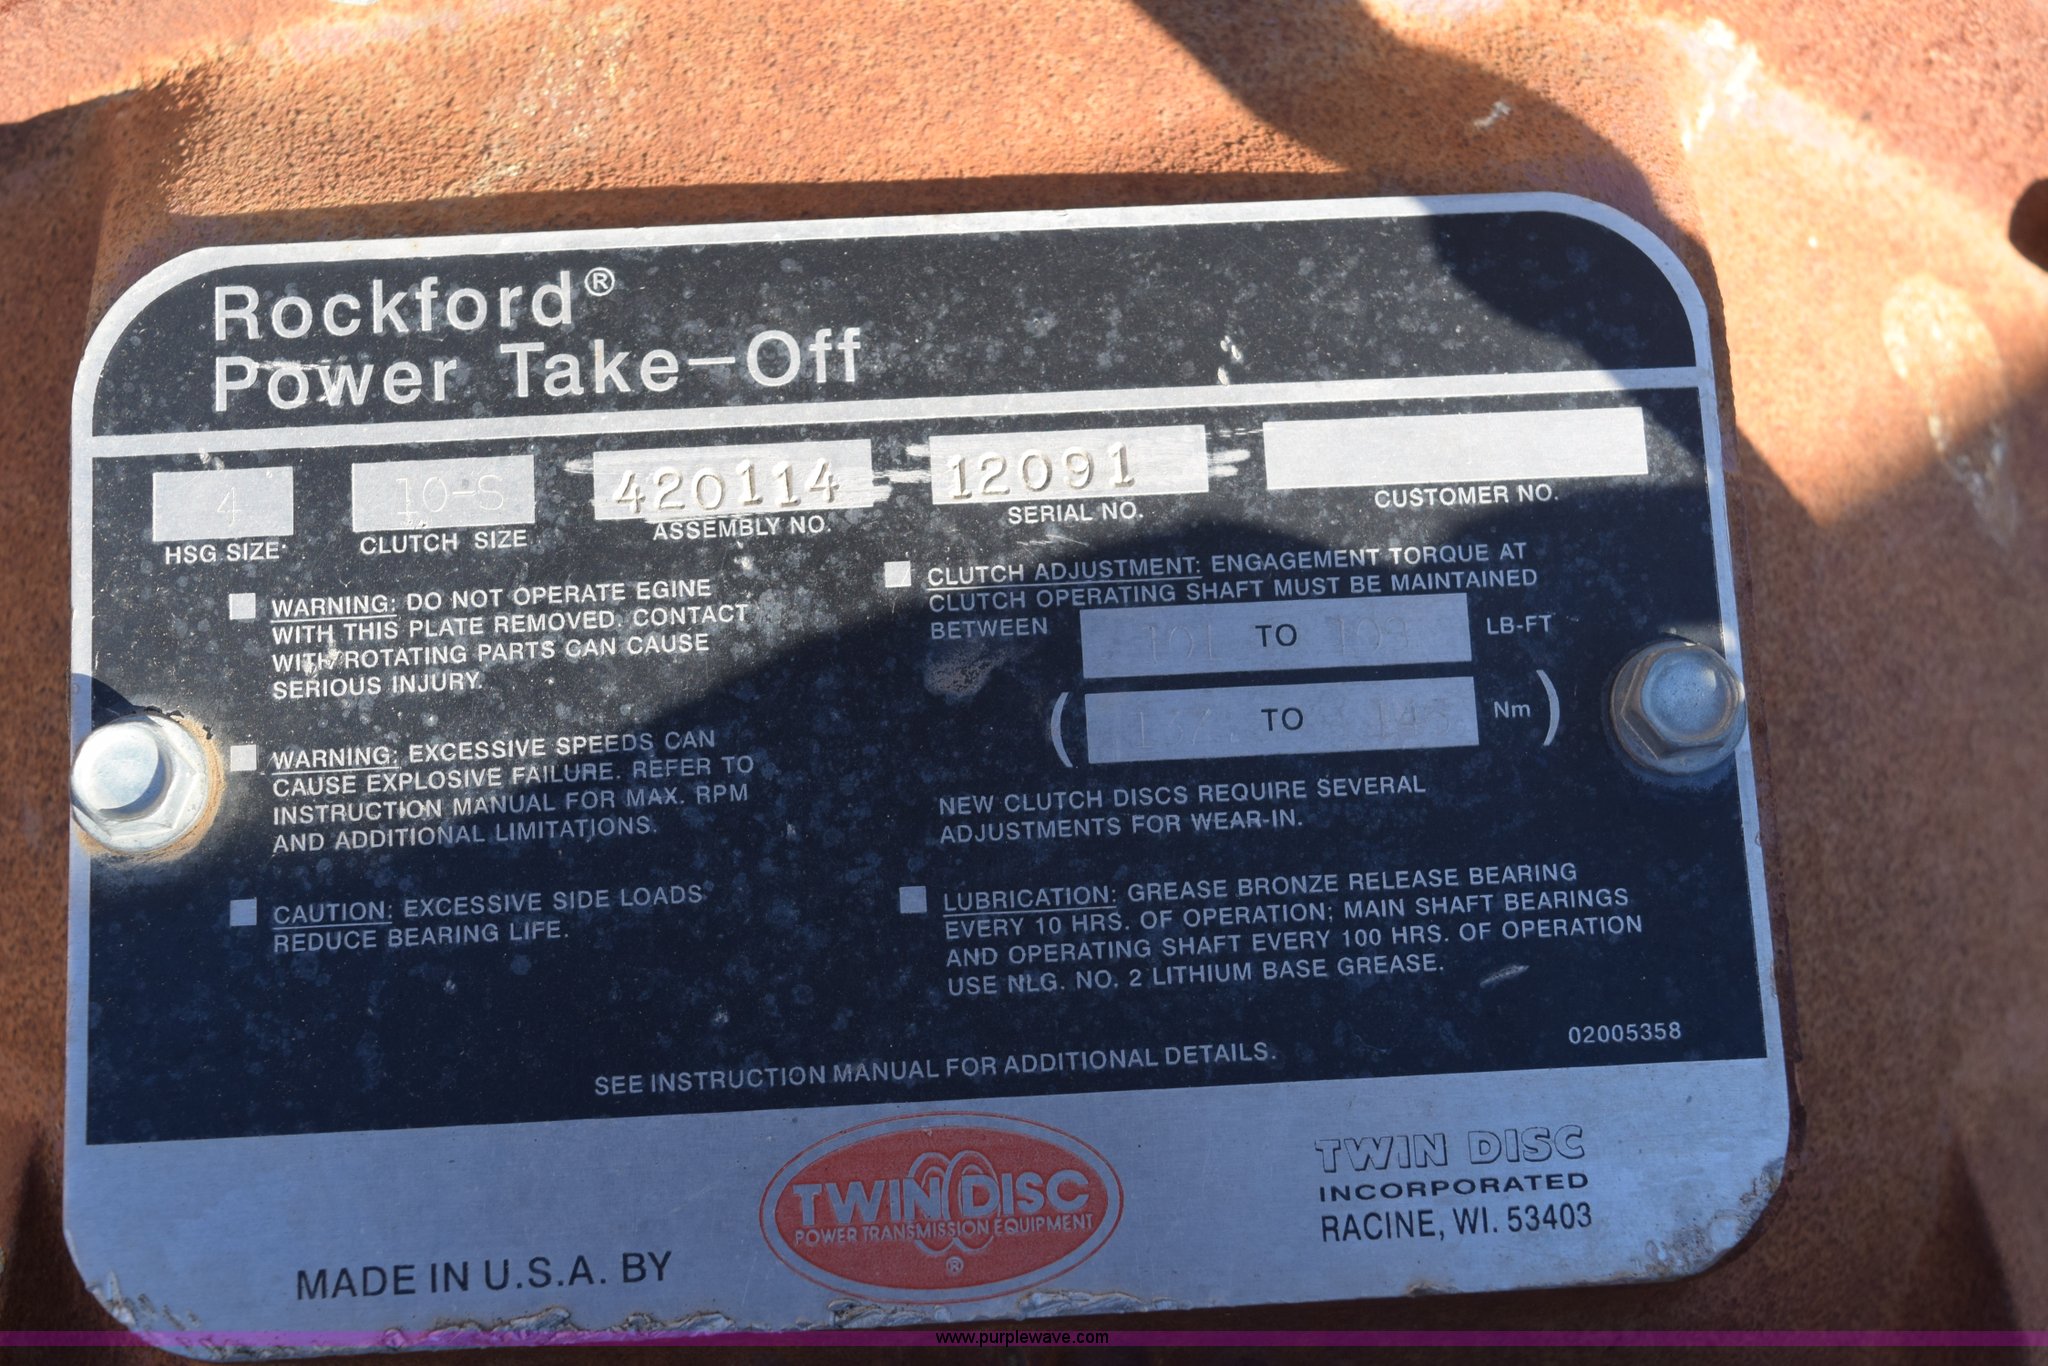 Rockford®
Power Take-Off
4
HSG SIZE
10-S
CLUTCH SIZE
420114
ASSEMBLY NO.
12091
SERIAL NO.
CUSTOMER NO.
WARNING: DO NOT OPERATE EGINE
WITH THIS PLATE REMOVED. CONTACT
WITH ROTATING PARTS CAN CAUSE
SERIOUS INJURY.
WARNING: EXCESSIVE SPEEDS CAN
CAUSE EXPLOSIVE FAILURE. REFER TO
INSTRUCTION MANUAL FOR MAX. RPM
AND ADDITIONAL LIMITATIONS.
CAUTION: EXCESSIVE SIDE LOADS
REDUCE BEARING LIFE.
CLUTCH ADJUSTMENT: ENGAGEMENT TORQUE AT
CLUTCH OPERATING SHAFT MUST BE MAINTAINED
BETWEEN 101 TO LB-FT
( TO Nm )
NEW CLUTCH DISCS REQUIRE SEVERAL
ADJUSTMENTS FOR WEAR-IN.
LUBRICATION: GREASE BRONZE RELEASE BEARING
EVERY 10 HRS. OF OPERATION; MAIN SHAFT BEARINGS
AND OPERATING SHAFT EVERY 100 HRS. OF OPERATION
USE NLG. NO. 2 LITHIUM BASE GREASE.
02005358
SEE INSTRUCTION MANUAL FOR ADDITIONAL DETAILS.
MADE IN U.S.A. BY
TWIN DISC
POWER TRANSMISSION EQUIPMENT
®
TWIN DISC
INCORPORATED
RACINE, WI. 53403
www.purplewave.com